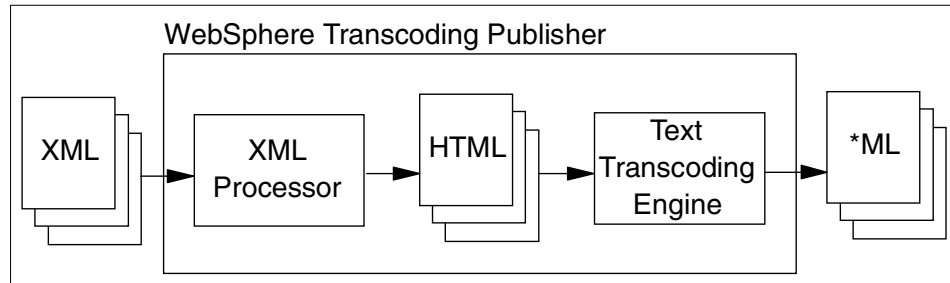 WebSphere Transcoding Publisher
XML
XML
Processor
HTML
Text
Transcoding
Engine
*ML